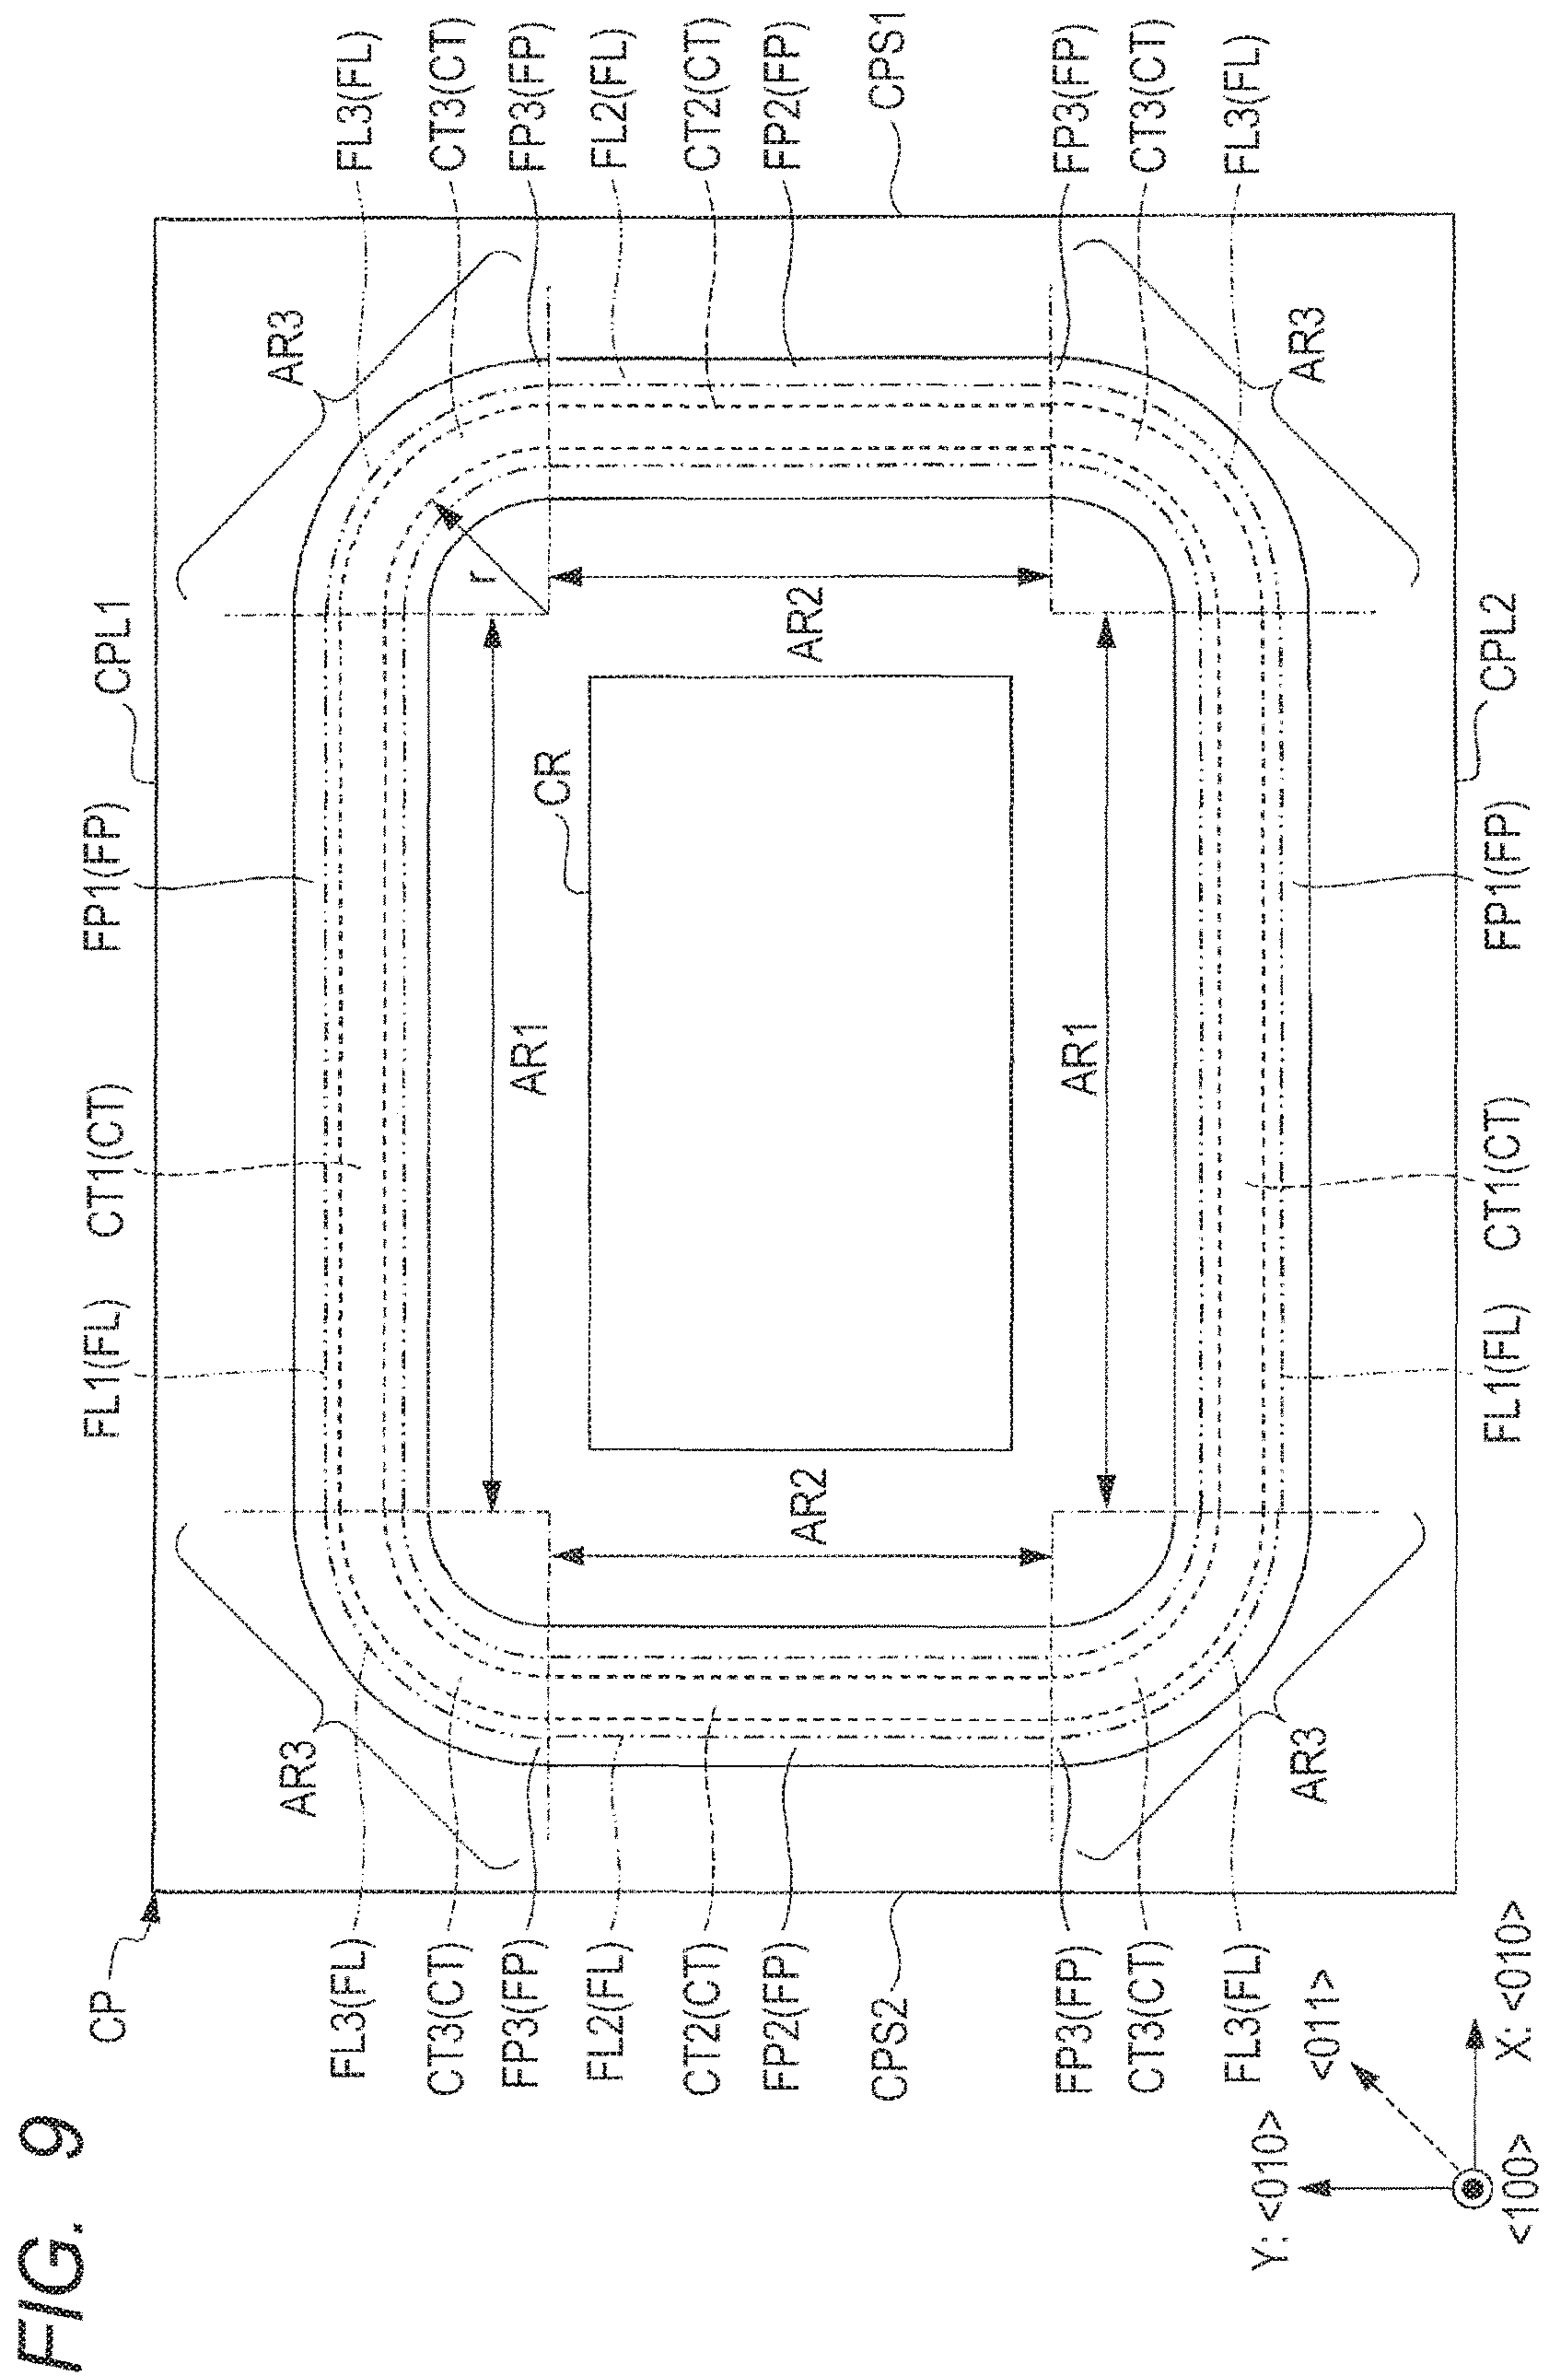 FIG. 9
CP
FL1(FL)
CT1(CT)
FP1(FP)
CPL1
AR3
AR3
FL3(FL)
FL3(FL)
CT3(CT)
r
CT3(CT)
FP3(FP)
AR1
CR
FP3(FP)
FL2(FL)
FL2(FL)
CT2(CT)
CT2(CT)
FP2(FP)
AR2
AR2
FP2(FP)
CPS2
CPS1
FP3(FP)
AR1
FP3(FP)
CT3(CT)
CT3(CT)
FL3(FL)
FL3(FL)
AR3
AR3
Y: <010>
<011>
FL1(FL)
CT1(CT)
FP1(FP)
CPL2
<100>
X: <010>